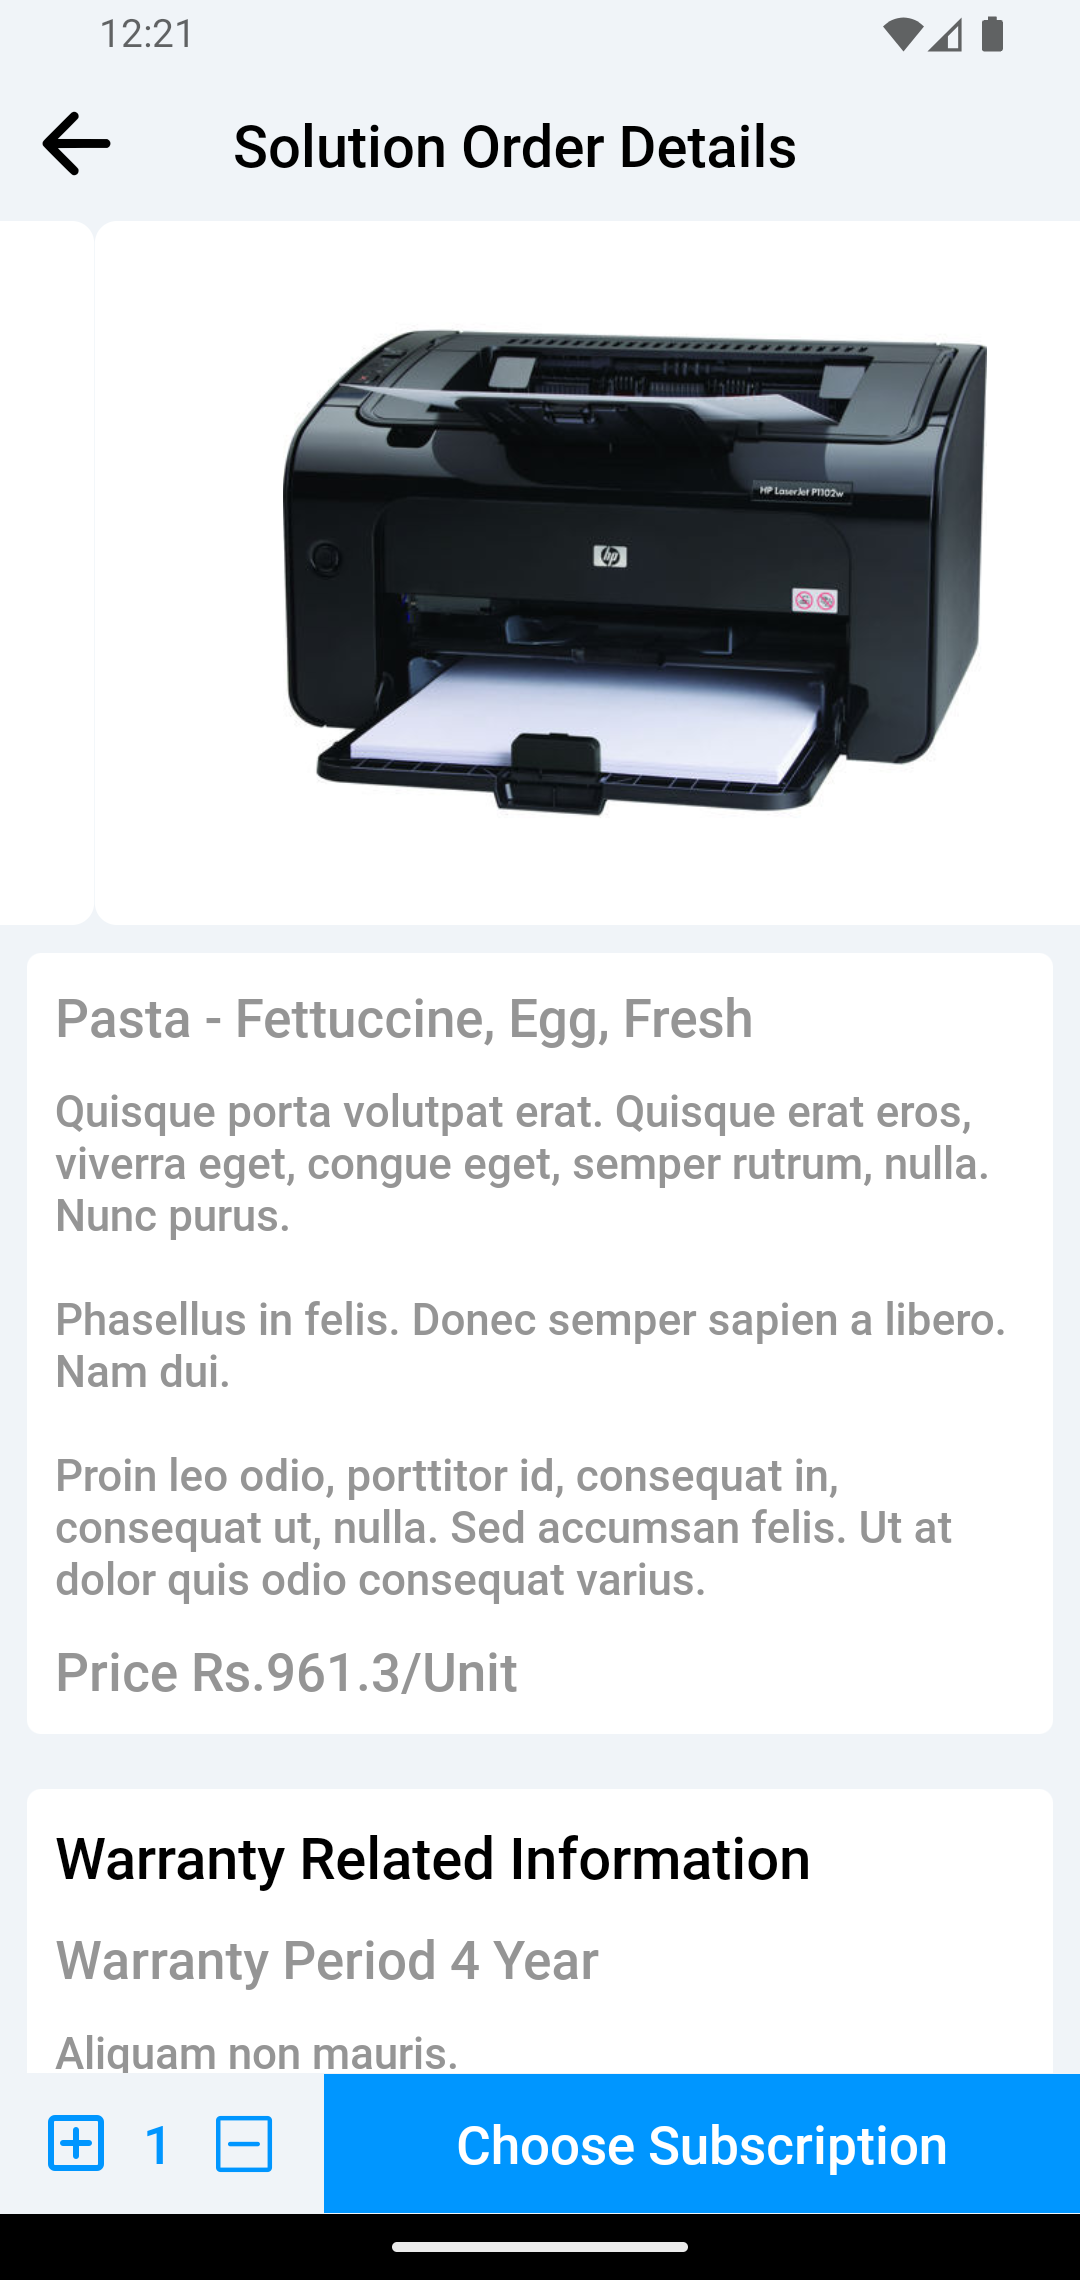 12:21
Solution Order Details
HP LaserJet P1102w
hp
Pasta - Fettuccine, Egg, Fresh
Quisque porta volutpat erat. Quisque erat eros,
viverra eget, congue eget, semper rutrum, nulla.
Nunc purus.
Phasellus in felis. Donec semper sapien a libero.
Nam dui.
Proin leo odio, porttitor id, consequat in,
consequat ut, nulla. Sed accumsan felis. Ut at
dolor quis odio consequat varius.
Price Rs.961.3/Unit
Warranty Related Information
Warranty Period 4 Year
Aliquam non mauris.
1
Choose Subscription